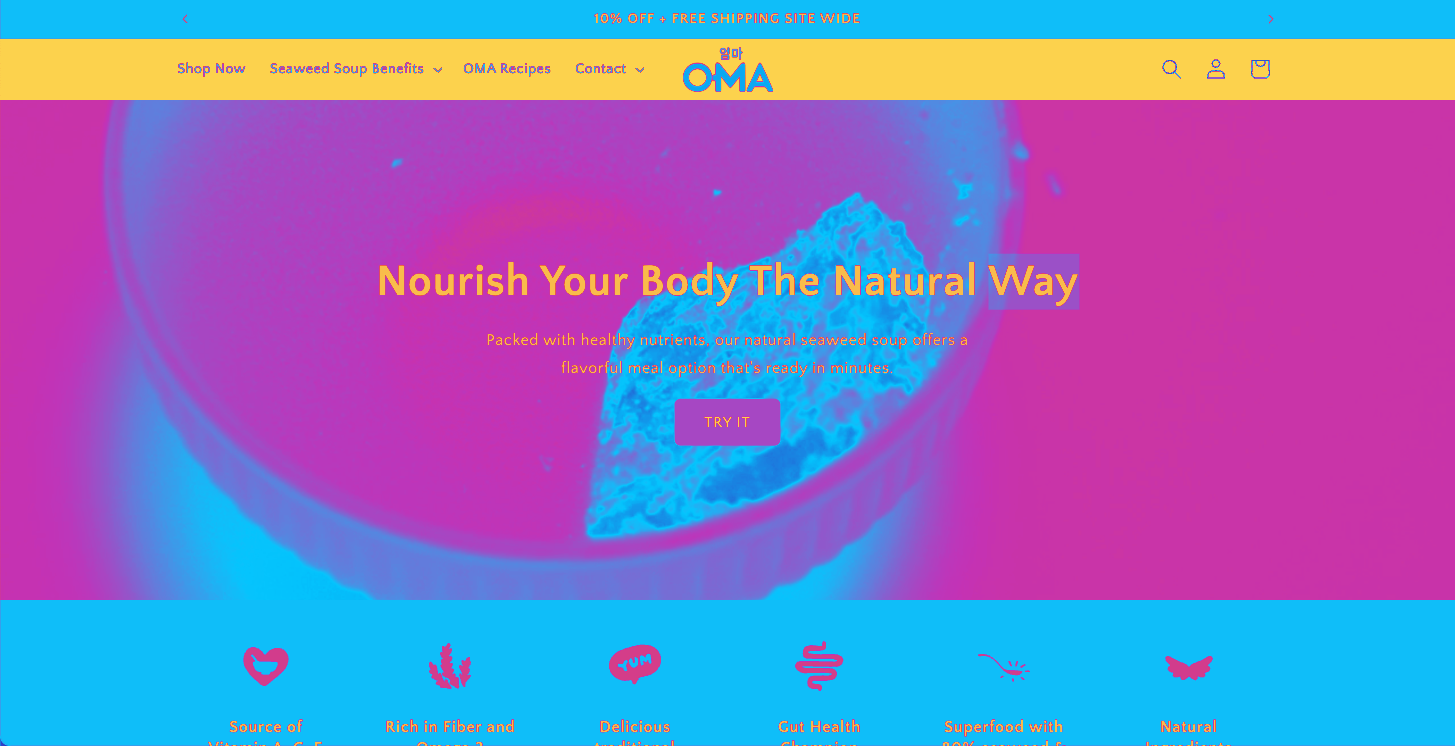 10% OFF + FREE SHIPPING SITE WIDE
Shop Now Seaweed Soup Benefits OMA Recipes Contact
얼마
OMA
Nourish Your Body The Natural Way
Packed with healthy nutrients, our natural seaweed soup offers a
flavorful meal option that's ready in minutes.
TRY IT
YUM
Source of Rich in Fiber and Delicious Gut Health Superfood with Natural